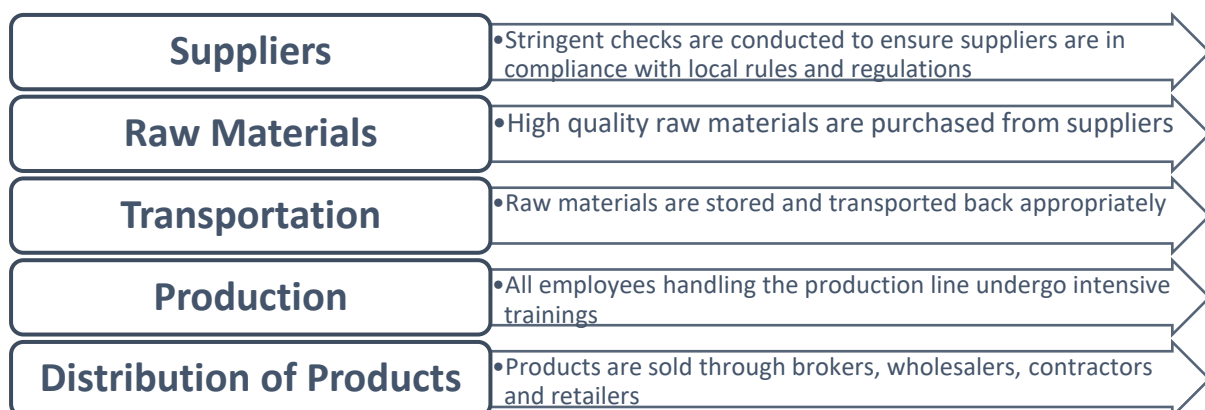 Suppliers
•Stringent checks are conducted to ensure suppliers are in
compliance with local rules and regulations
Raw Materials
•High quality raw materials are purchased from suppliers
Transportation
•Raw materials are stored and transported back appropriately
Production
•All employees handling the production line undergo intensive
trainings
Distribution of Products
•Products are sold through brokers, wholesalers, contractors
and retailers